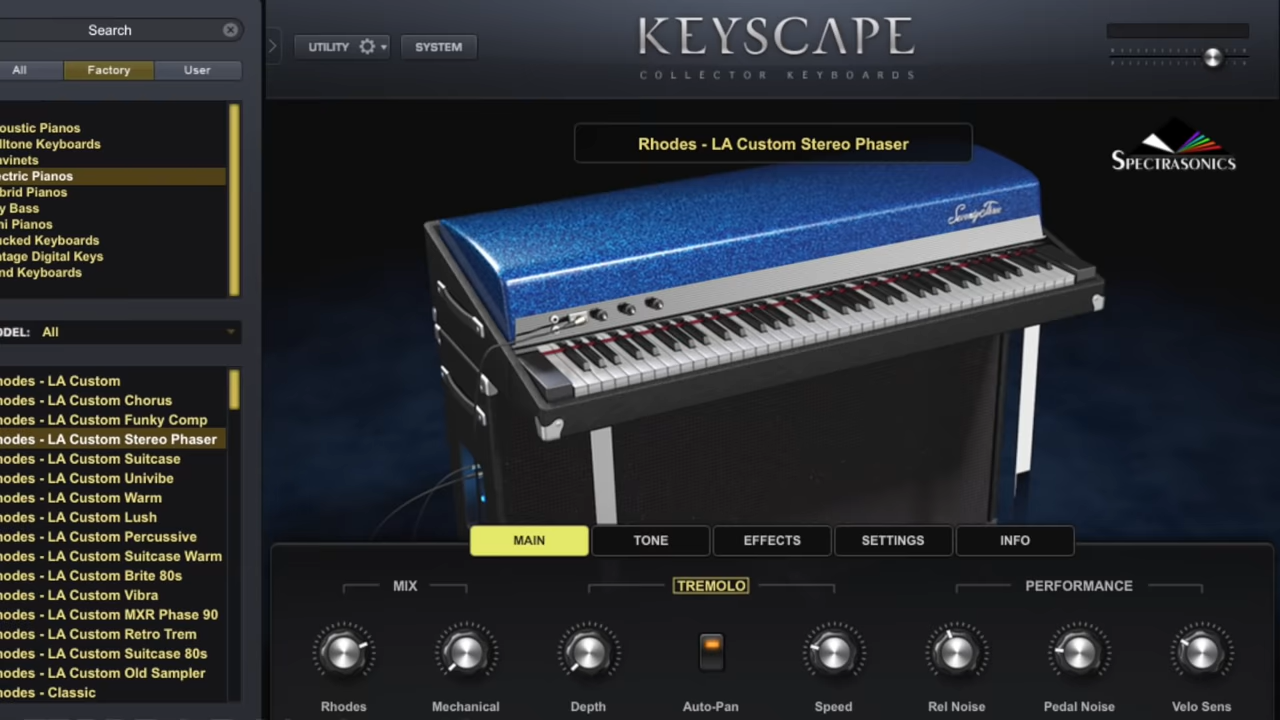 Search
All
Factory
User
UTILITY
SYSTEM
KEYSCAPE
COLLECTOR KEYBOARDS
oustic Pianos
lltone Keyboards
avinets
ectric Pianos
brid Pianos
y Bass
ni Pianos
ucked Keyboards
ntage Digital Keys
nd Keyboards
ODEL: All
hodes - LA Custom
hodes - LA Custom Chorus
hodes - LA Custom Funky Comp
hodes - LA Custom Stereo Phaser
hodes - LA Custom Suitcase
hodes - LA Custom Univibe
hodes - LA Custom Warm
hodes - LA Custom Lush
hodes - LA Custom Percussive
hodes - LA Custom Suitcase Warm
hodes - LA Custom Brite 80s
hodes - LA Custom Vibra
hodes - LA Custom MXR Phase 90
hodes - LA Custom Retro Trem
hodes - LA Custom Suitcase 80s
hodes - LA Custom Old Sampler
hodes - Classic
Rhodes - LA Custom Stereo Phaser
SPECTRASONICS
MAIN
TONE
EFFECTS
SETTINGS
INFO
MIX
TREMOLO
PERFORMANCE
Rhodes
Mechanical
Depth
Auto-Pan
Speed
Rel Noise
Pedal Noise
Velo Sens